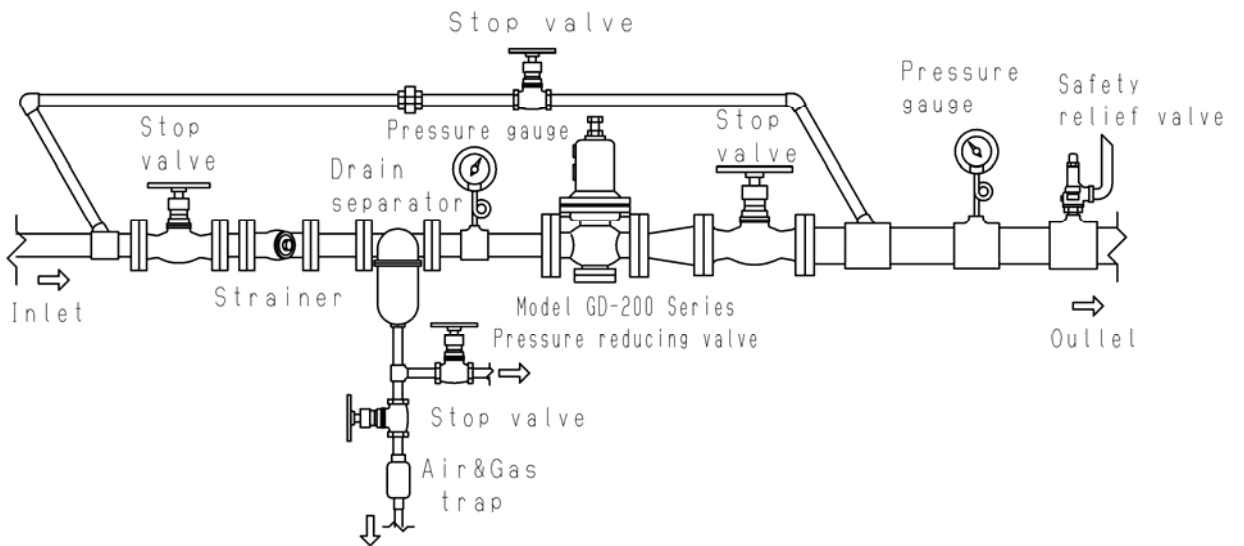 Stop valve
Pressure
gauge
Safety
relief valve
Stop
valve
Pressure gauge
Stop
valve
Drain
separator
Strainer
Inlet
Model GD-200 Series
Pressure reducing valve
Outlet
Stop valve
Air&Gas
trap